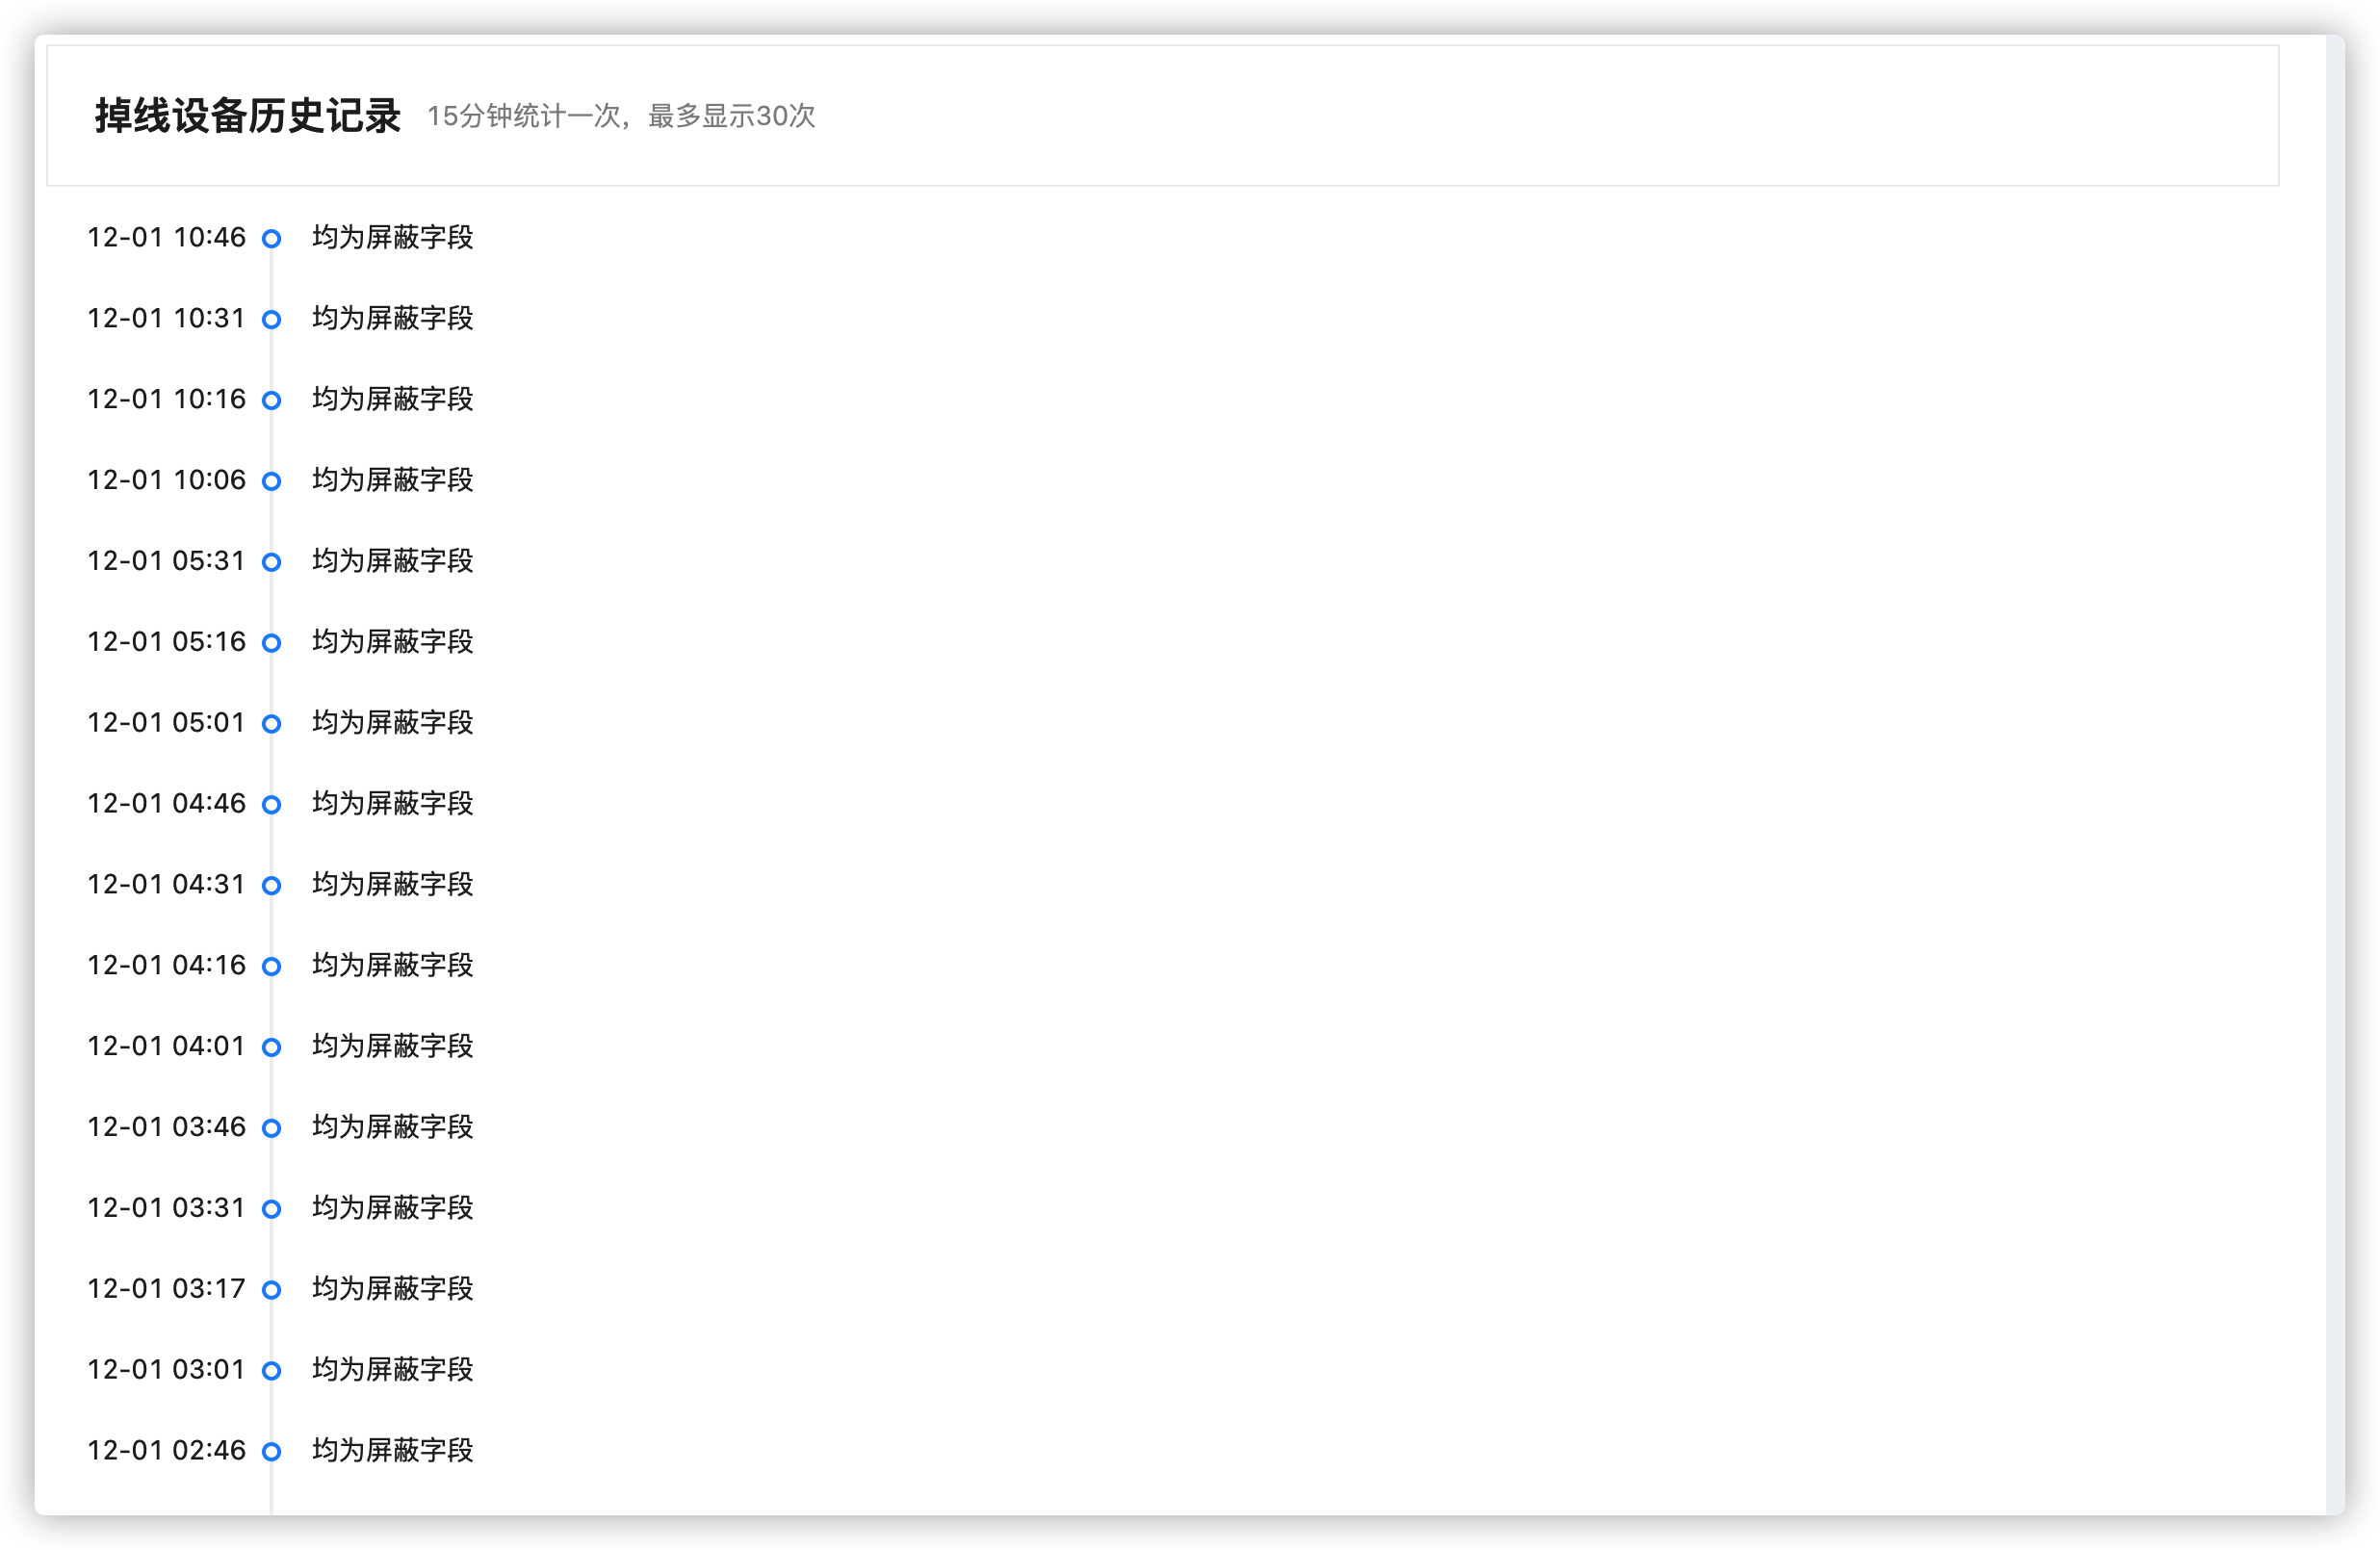 掉线设备历史记录 15分钟统计一次，最多显示30次
12-01 10:46 均为屏蔽字段
12-01 10:31 均为屏蔽字段
12-01 10:16 均为屏蔽字段
12-01 10:06 均为屏蔽字段
12-01 05:31 均为屏蔽字段
12-01 05:16 均为屏蔽字段
12-01 05:01 均为屏蔽字段
12-01 04:46 均为屏蔽字段
12-01 04:31 均为屏蔽字段
12-01 04:16 均为屏蔽字段
12-01 04:01 均为屏蔽字段
12-01 03:46 均为屏蔽字段
12-01 03:31 均为屏蔽字段
12-01 03:17 均为屏蔽字段
12-01 03:01 均为屏蔽字段
12-01 02:46 均为屏蔽字段